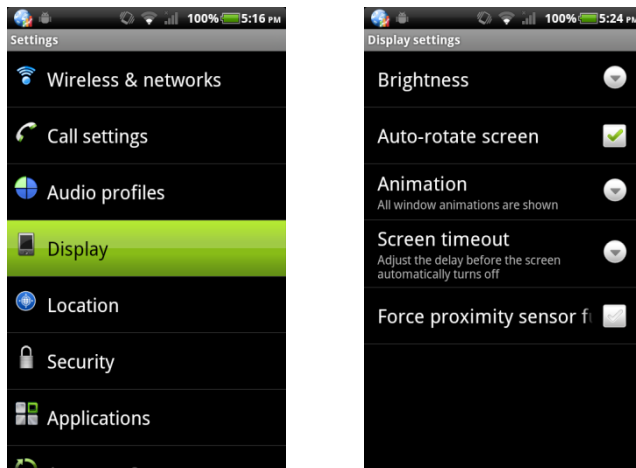 100% 5:16 PM
Settings
Wireless & networks
Call settings
Audio profiles
Display
Location
Security
Applications
100% 5:24 PM
Display settings
Brightness
Auto-rotate screen
Animation
All window animations are shown
Screen timeout
Adjust the delay before the screen
automatically turns off
Force proximity sensor